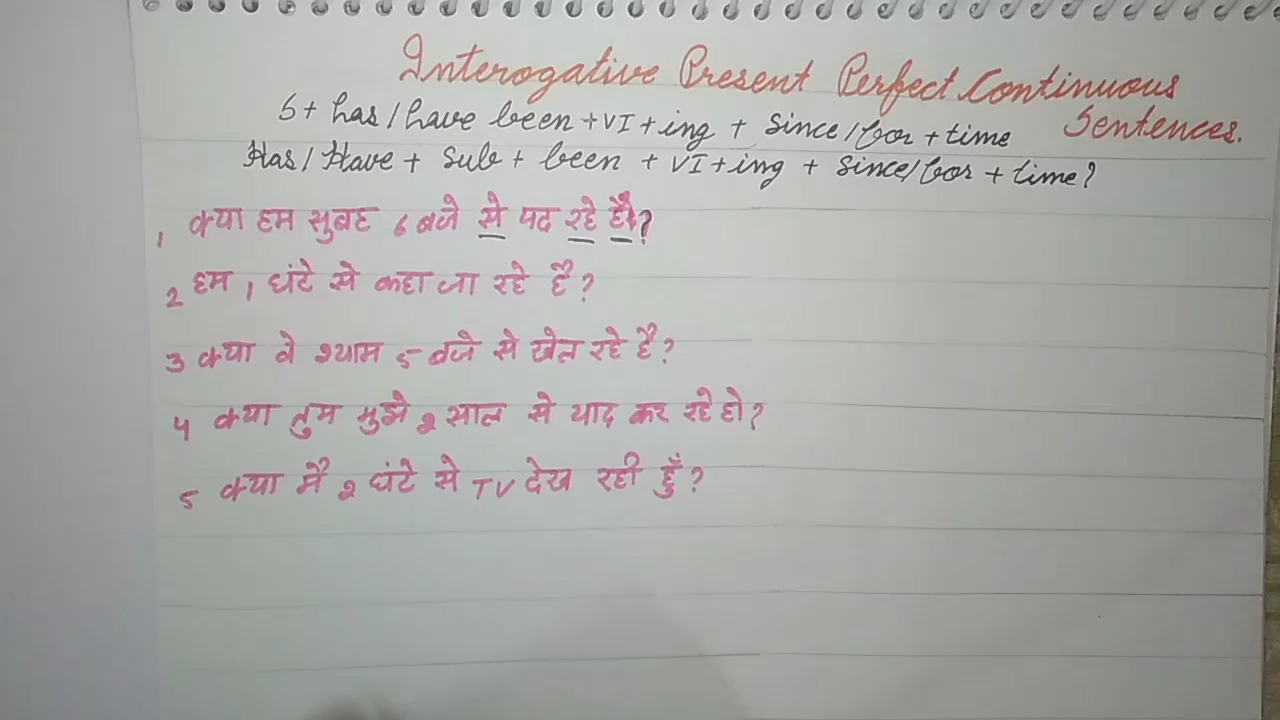 Interogative Present Perfect Continuous
Sentences.
S + has/have been + VI + ing + Since/for + time
Has/Have + Sub + been + VI + ing + Since/for + time?
1 क्या हम सुबह 6 बजे से पढ रहे हैं?
2 हम 1 घंटे से कहा जा रहे है?
3 क्या वे श्याम 5 बजे से खेल रहे है?
4 क्या तुम मुझे 2 साल से याद कर रहे हो?
5 क्या मै 2 घंटे से TV देख रही हुँ?